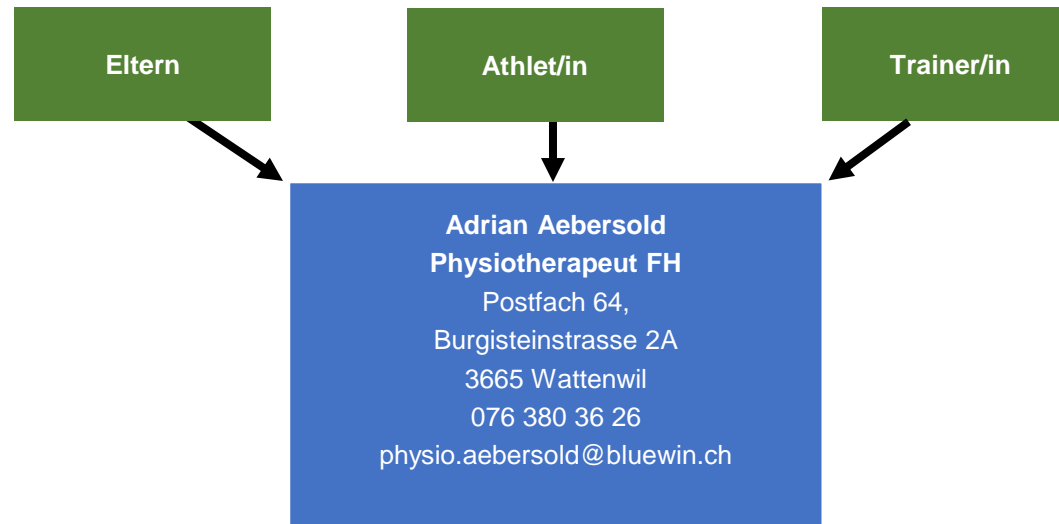 Eltern
Athlet/in
Trainer/in
Adrian Aebersold
Physiotherapeut FH
Postfach 64,
Burgisteinstrasse 2A
3665 Wattenwil
076 380 36 26
physio.aebersold@bluewin.ch